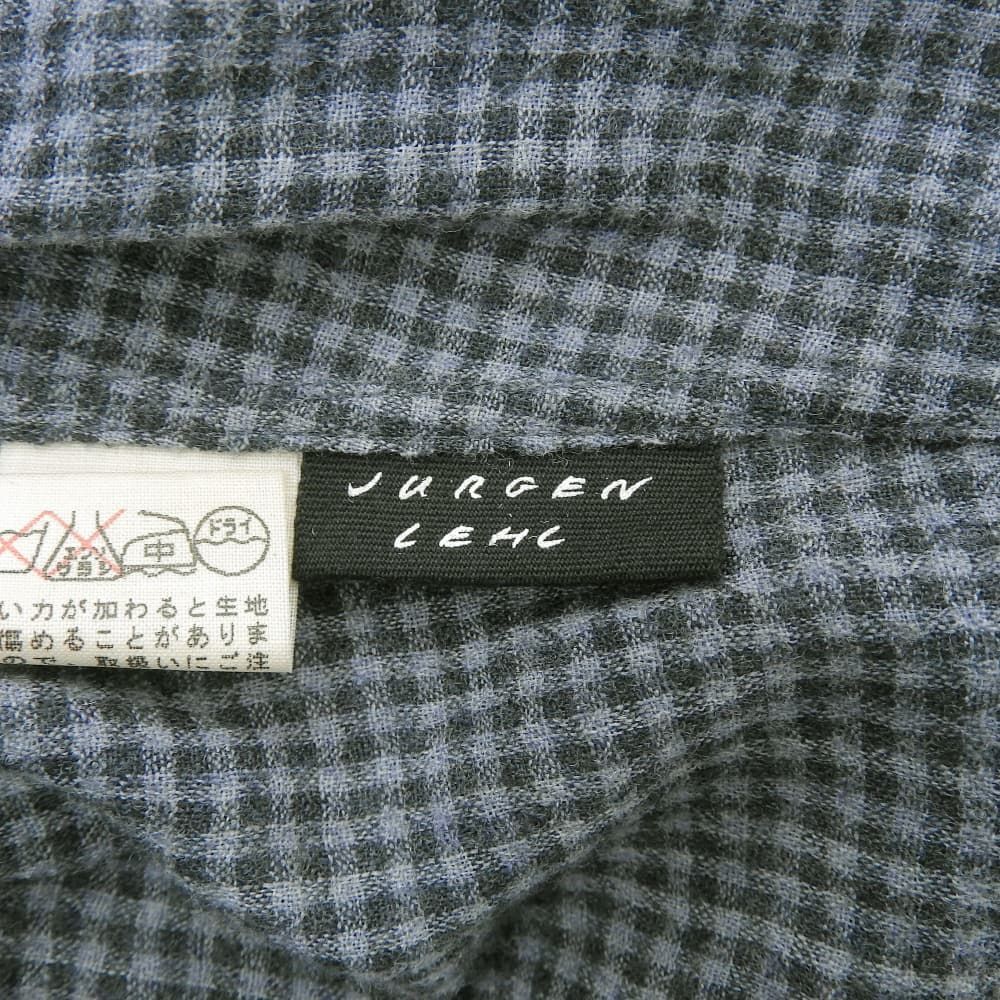 JURGEN
LEHL
中 ドライ
い力が加わると生地
傷めることがありま
ので、取扱いにご注